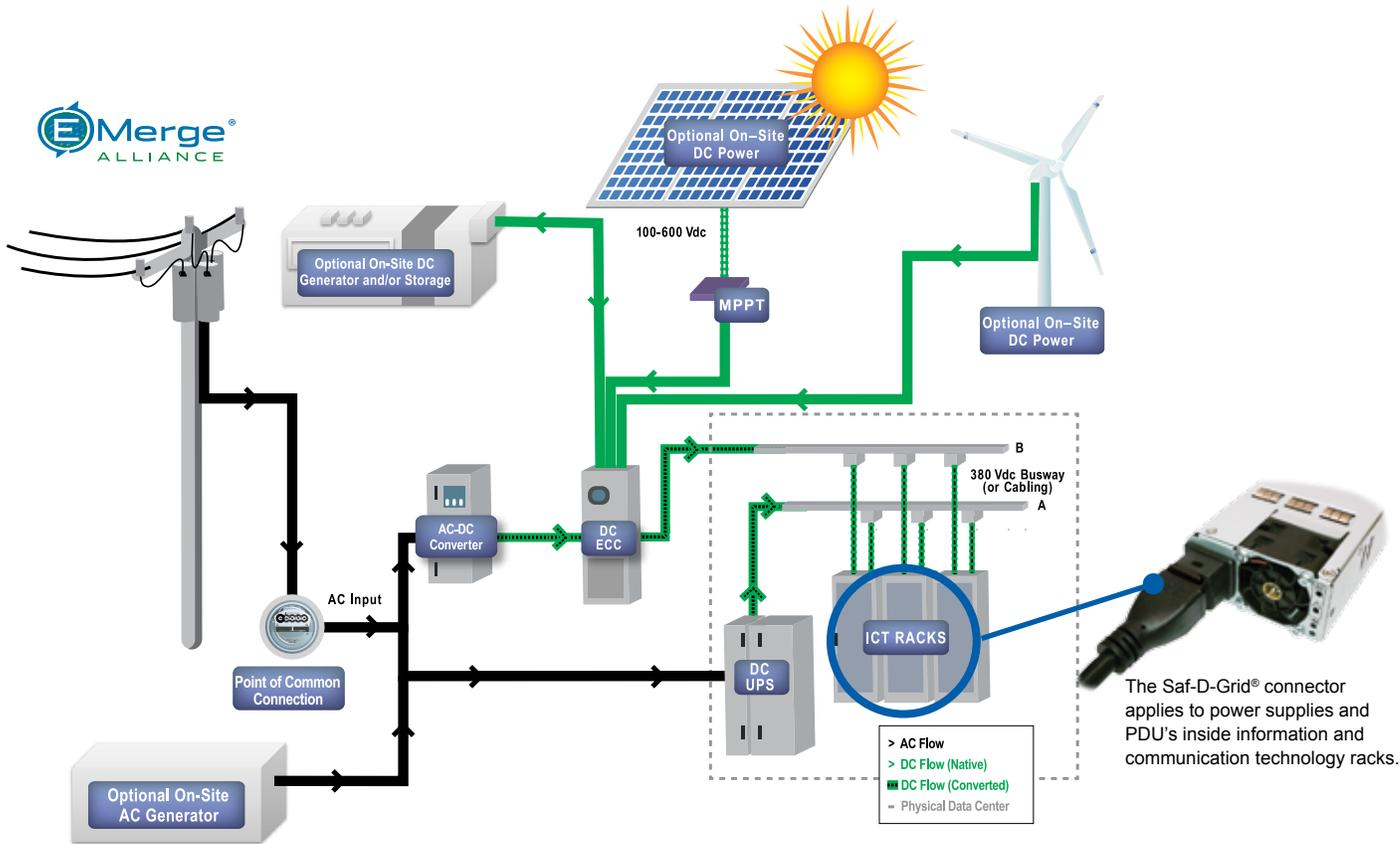 EMerge®
ALLIANCE
Optional On–Site
DC Power
100-600 Vdc
MPPT
Optional On-Site DC
Generator and/or Storage
Optional On–Site
DC Power
B
380 Vdc Busway
(or Cabling)
A
AC-DC
Converter
DC
ECC
AC Input
Point of Common
Connection
DC
UPS
ICT RACKS
Optional On-Site
AC Generator
> AC Flow
> DC Flow (Native)
DC Flow (Converted)
- Physical Data Center
The Saf-D-Grid® connector
applies to power supplies and
PDU's inside information and
communication technology racks.